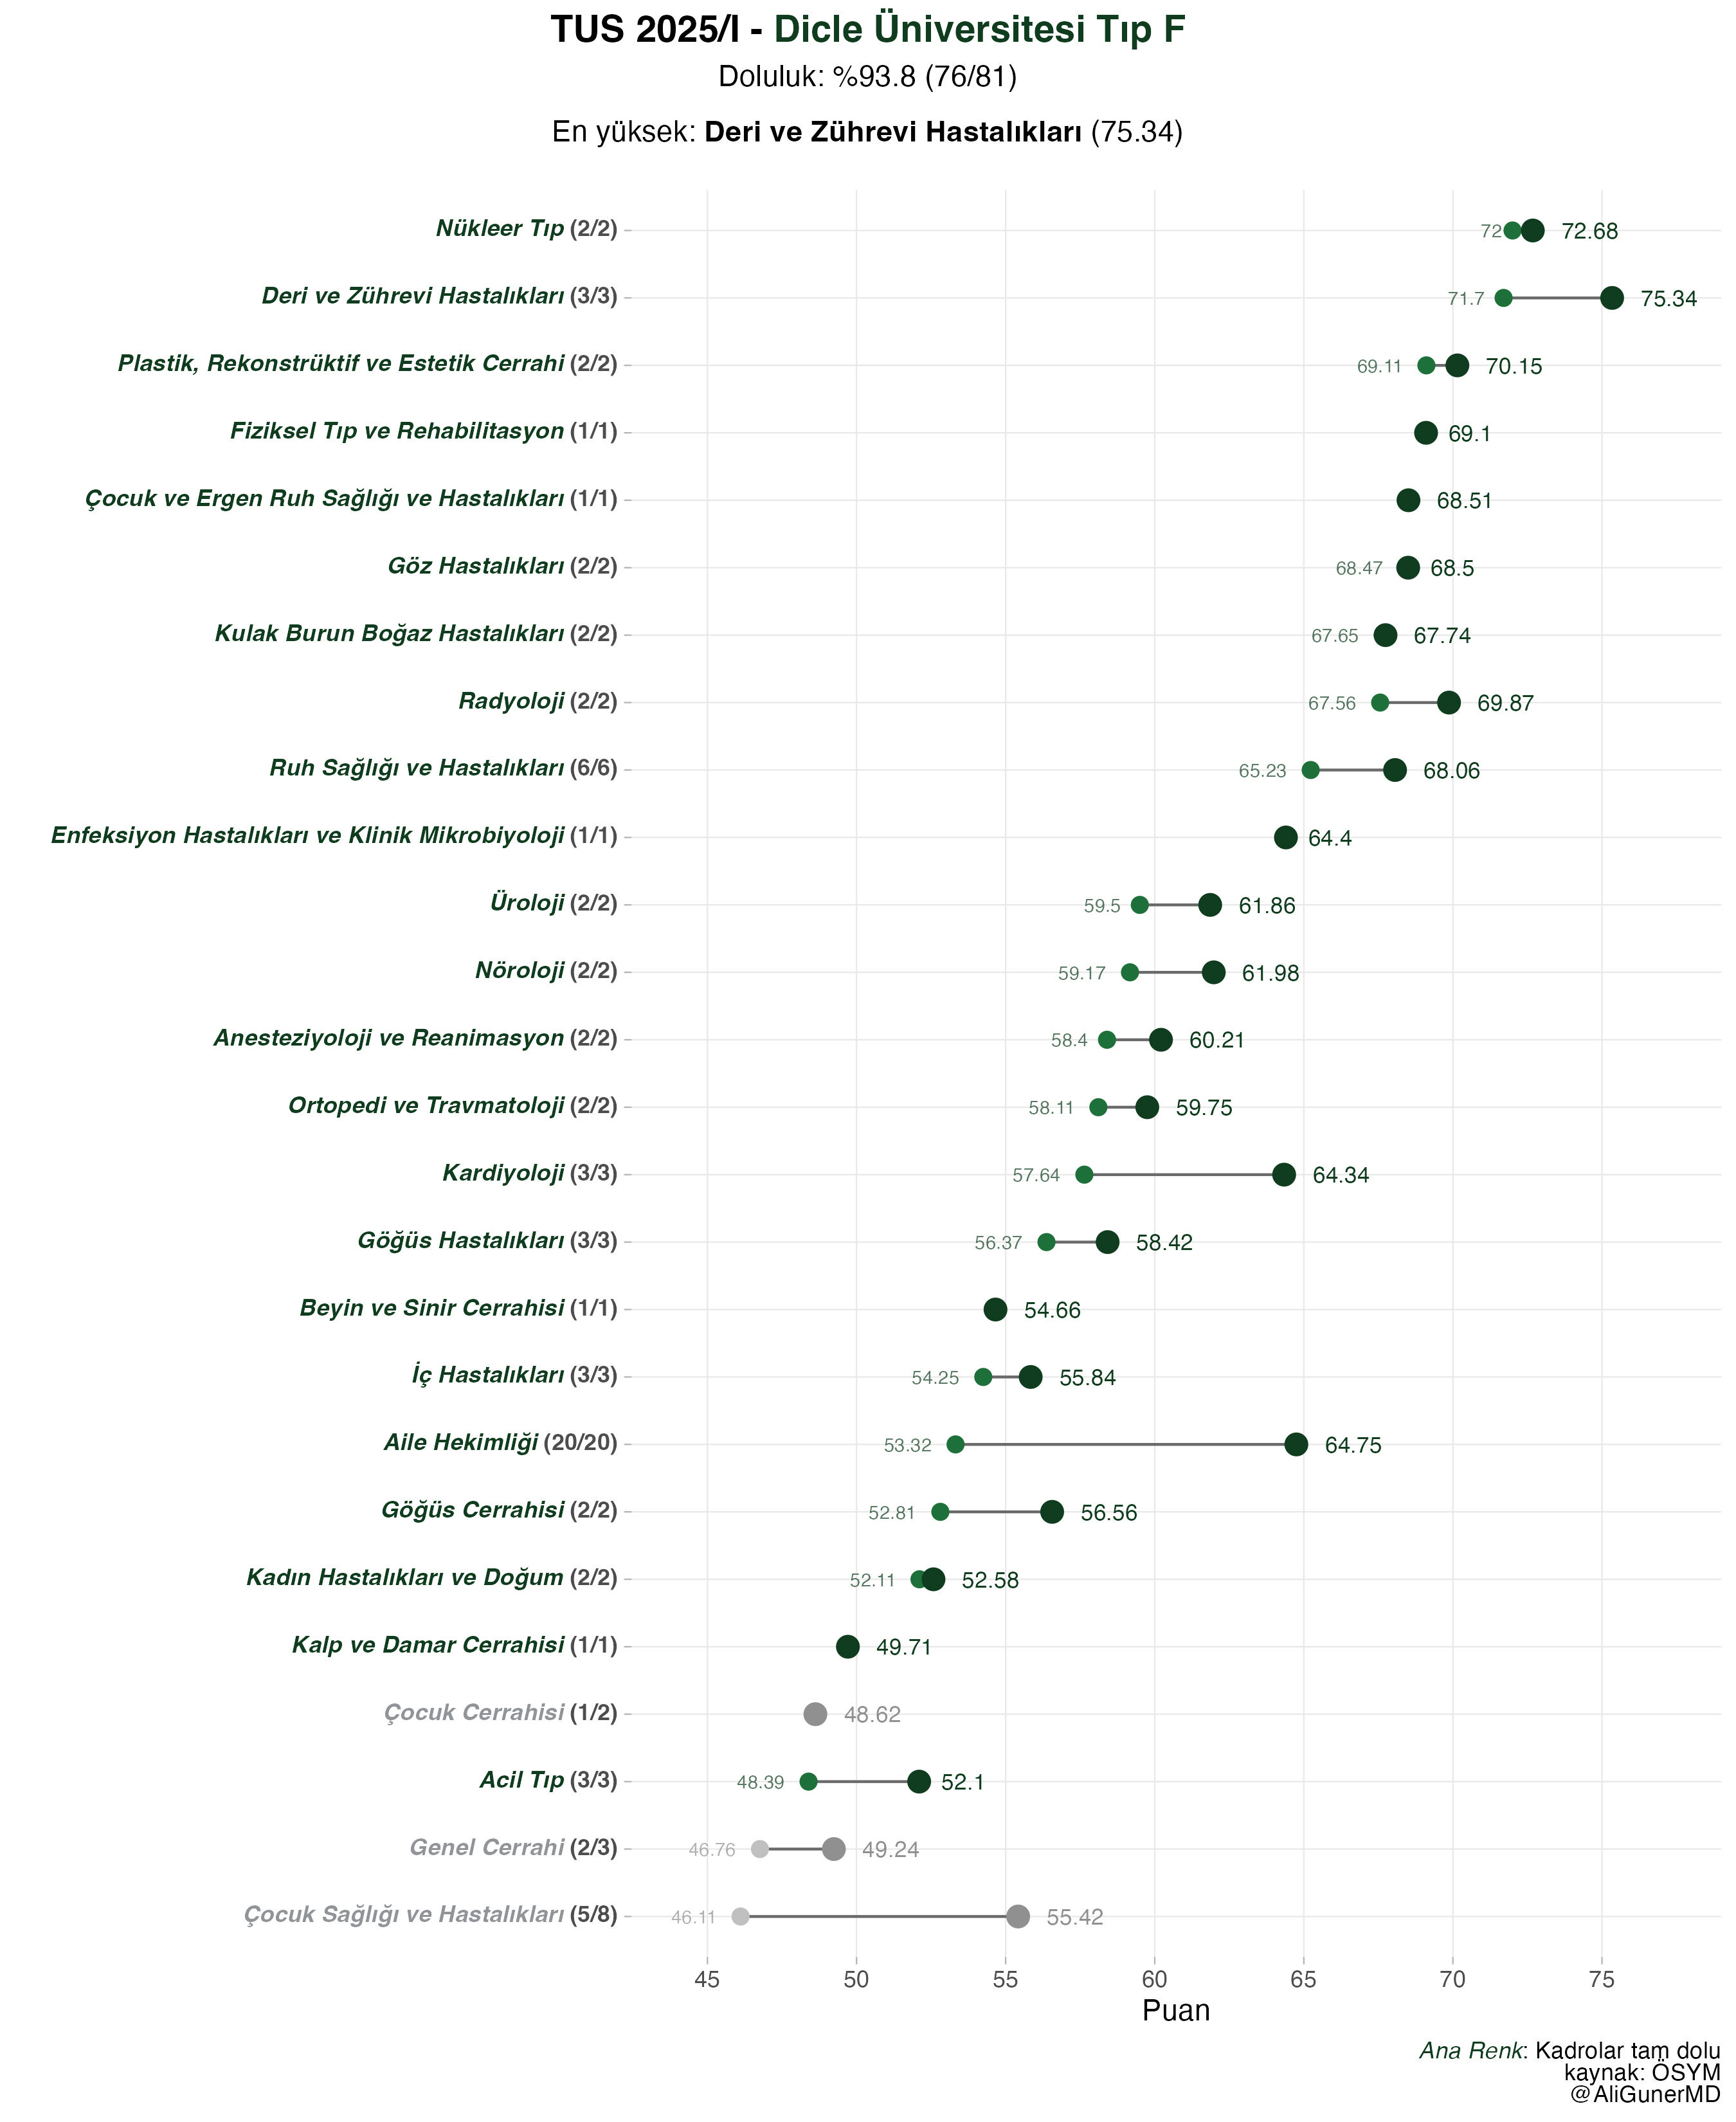 TUS 2025/I - Dicle Üniversitesi Tıp F
Doluluk: %93.8 (76/81)
En yüksek: Deri ve Zührevi Hastalıkları (75.34)
Nükleer Tıp (2/2) 72 72.68
Deri ve Zührevi Hastalıkları (3/3) 71.7 75.34
Plastik, Rekonstrüktif ve Estetik Cerrahi (2/2) 69.11 70.15
Fiziksel Tıp ve Rehabilitasyon (1/1) 69.1
Çocuk ve Ergen Ruh Sağlığı ve Hastalıkları (1/1) 68.51
Göz Hastalıkları (2/2) 68.47 68.5
Kulak Burun Boğaz Hastalıkları (2/2) 67.65 67.74
Radyoloji (2/2) 67.56 69.87
Ruh Sağlığı ve Hastalıkları (6/6) 65.23 68.06
Enfeksiyon Hastalıkları ve Klinik Mikrobiyoloji (1/1) 64.4
Üroloji (2/2) 59.5 61.86
Nöroloji (2/2) 59.17 61.98
Anesteziyoloji ve Reanimasyon (2/2) 58.4 60.21
Ortopedi ve Travmatoloji (2/2) 58.11 59.75
Kardiyoloji (3/3) 57.64 64.34
Göğüs Hastalıkları (3/3) 56.37 58.42
Beyin ve Sinir Cerrahisi (1/1) 54.66
İç Hastalıkları (3/3) 54.25 55.84
Aile Hekimliği (20/20) 53.32 64.75
Göğüs Cerrahisi (2/2) 52.81 56.56
Kadın Hastalıkları ve Doğum (2/2) 52.11 52.58
Kalp ve Damar Cerrahisi (1/1) 49.71
Çocuk Cerrahisi (1/2) 48.62
Acil Tıp (3/3) 48.39 52.1
Genel Cerrahi (2/3) 46.76 49.24
Çocuk Sağlığı ve Hastalıkları (5/8) 46.11 55.42
45 50 55 60 65 70 75
Puan
Ana Renk: Kadrolar tam dolu
kaynak: ÖSYM
@AliGunerMD